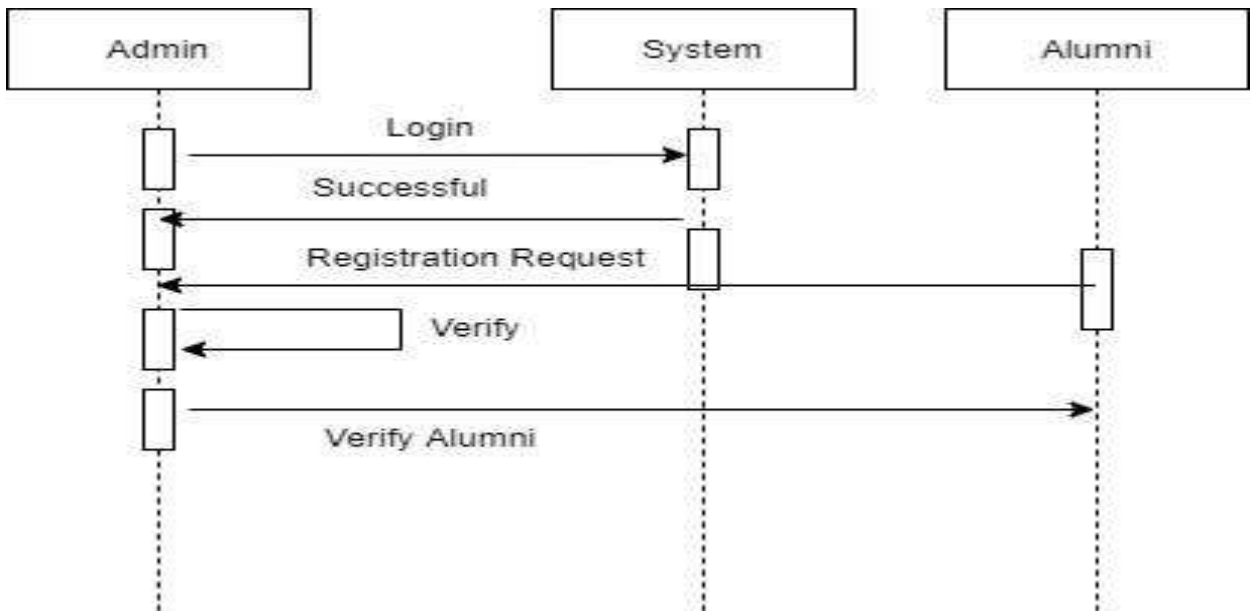 Admin
System
Alumni
Login
Successful
Registration Request
Verify
Verify Alumni